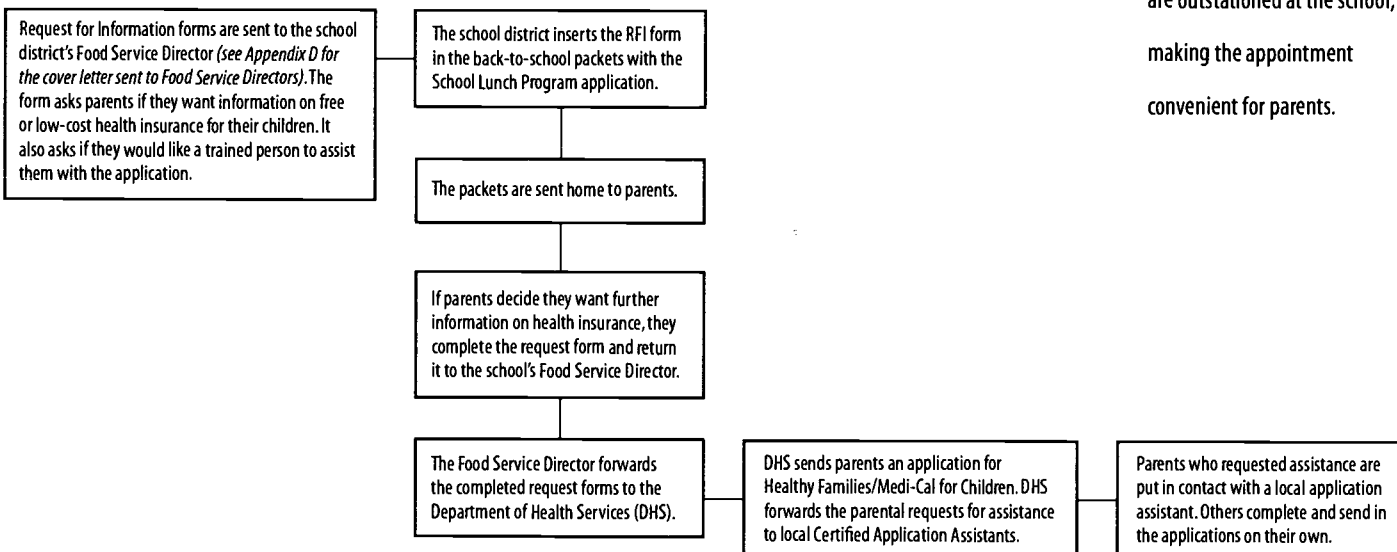 Request for Information forms are sent to the school
district's Food Service Director (see Appendix D for
the cover letter sent to Food Service Directors). The
form asks parents if they want information on free
or low-cost health insurance for their children. It
also asks if they would like a trained person to assist
them with the application.
The school district inserts the RFI form
in the back-to-school packets with the
School Lunch Program application.
The packets are sent home to parents.
If parents decide they want further
information on health insurance, they
complete the request form and return
it to the school's Food Service Director.
The Food Service Director forwards
the completed request forms to the
Department of Health Services (DHS).
DHS sends parents an application for
Healthy Families/Medi-Cal for Children. DHS
forwards the parental requests for assistance
to local Certified Application Assistants.
Parents who requested assistance are
put in contact with a local application
assistant. Others complete and send in
the applications on their own.
are outstationed at the school,
making the appointment
convenient for parents.